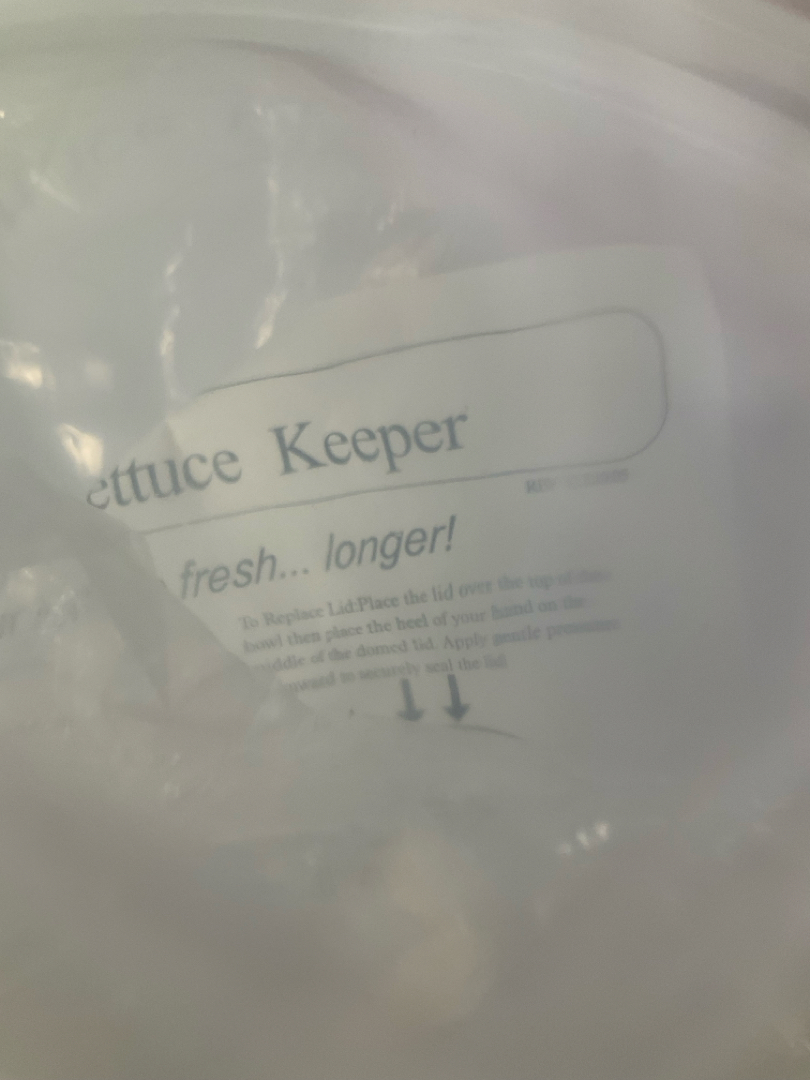 ettuce Keeper
fresh... longer!
To Replace Lid:Place the lid over the top of the
bowl then place the heel of your hand on the
middle of the domed lid. Apply gentle pressure
to securely seal the lid